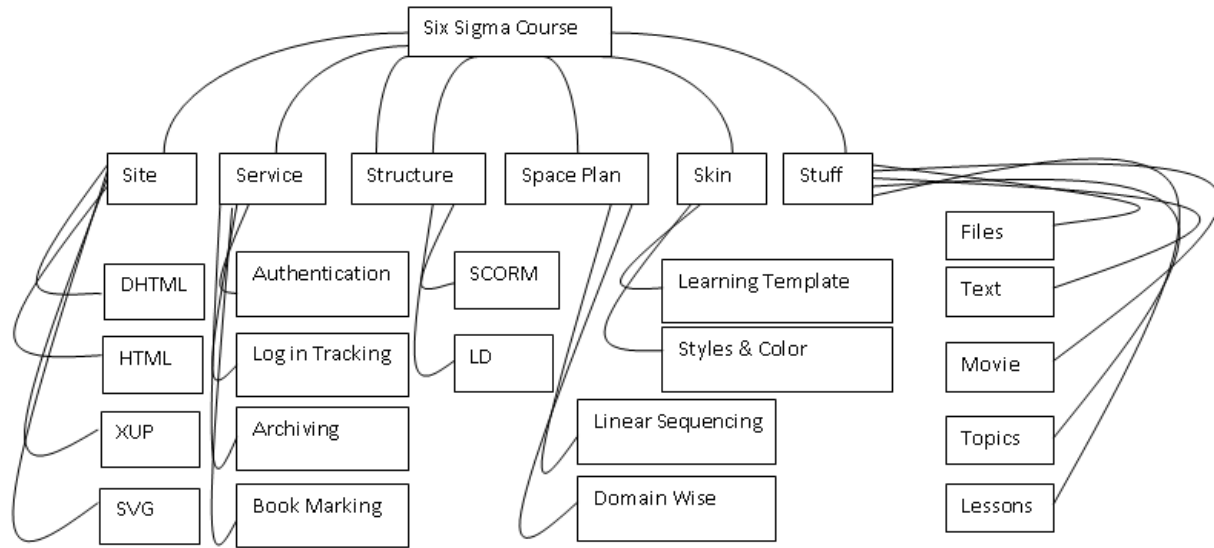 Six Sigma Course
Site
Service
Structure
Space Plan
Skin
Stuff
DHTML
HTML
XUP
SVG
Authentication
Log in Tracking
Archiving
Book Marking
SCORM
LD
Linear Sequencing
Domain Wise
Learning Template
Styles & Color
Files
Text
Movie
Topics
Lessons